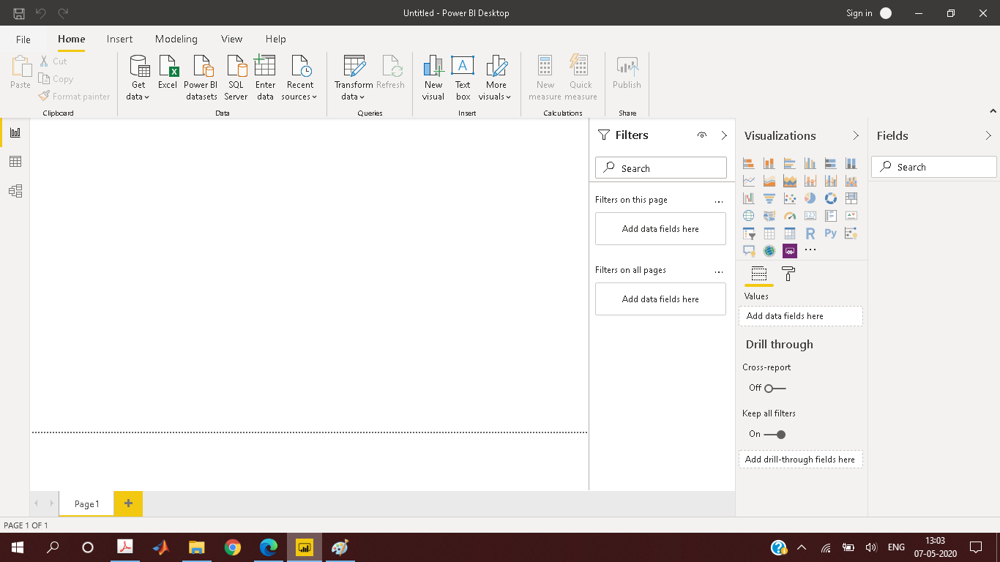 Untitled - Power BI Desktop
Sign in
File Home Insert Modeling View Help
Paste
Cut
Copy
Format painter
Clipboard
Get data
Excel
Power BI datasets
SQL Server
Enter data
Recent sources
Data
Transform data
Refresh
Queries
New visual
Text box
More visuals
Insert
New measure
Quick measure
Calculations
Publish
Share
Filters
Search
Filters on this page
...
Add data fields here
Filters on all pages
...
Add data fields here
Visualizations
123
R
Py
...
Values
Add data fields here
Drill through
Cross-report
Off
Keep all filters
On
Add drill-through fields here
Fields
Search
Page1
PAGE 1 OF 1
ENG
13:03
07-05-2020